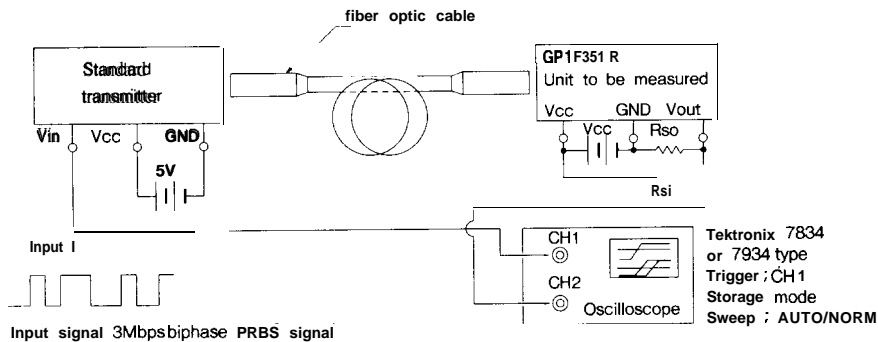 fiber optic cable
Standard
transmitter
Vin Vcc GND
5V
GP1F351 R
Unit to be measured
Vcc GND Vout
Vcc Rso
Rsi
Input I
CH1
CH2
Oscilloscope
Tektronix 7834
or 7934 type
Trigger ; CH1
Storage mode
Sweep ; AUTO/NORM
Input signal 3Mbps biphase PRBS signal